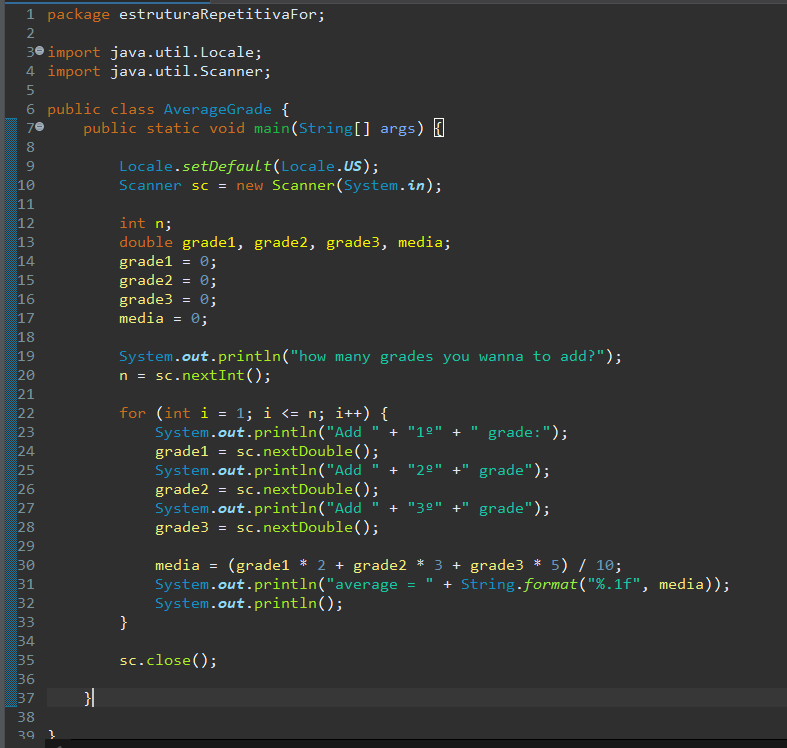 1 package estruturaRepetitivaFor;
2
3 import java.util.Locale;
4 import java.util.Scanner;
5
6 public class AverageGrade {
7     public static void main(String[] args) {
8
9         Locale.setDefault(Locale.US);
10         Scanner sc = new Scanner(System.in);
11
12         int n;
13         double grade1, grade2, grade3, media;
14         grade1 = 0;
15         grade2 = 0;
16         grade3 = 0;
17         media = 0;
18
19         System.out.println("how many grades you wanna to add?");
20         n = sc.nextInt();
21
22         for (int i = 1; i <= n; i++) {
23             System.out.println("Add " + "1º" + " grade:");
24             grade1 = sc.nextDouble();
25             System.out.println("Add " + "2º" +" grade");
26             grade2 = sc.nextDouble();
27             System.out.println("Add " + "3º" +" grade");
28             grade3 = sc.nextDouble();
29
30             media = (grade1 * 2 + grade2 * 3 + grade3 * 5) / 10;
31             System.out.println("average = " + String.format("%.1f", media));
32             System.out.println();
33         }
34
35         sc.close();
36
37     }
38
39 }